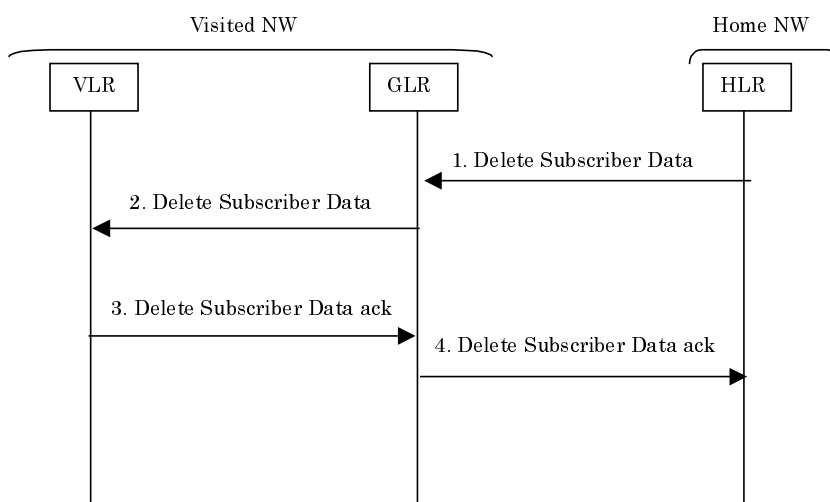 Visited NW
Home NW
VLR
GLR
HLR
1. Delete Subscriber Data
2. Delete Subscriber Data
3. Delete Subscriber Data ack
4. Delete Subscriber Data ack